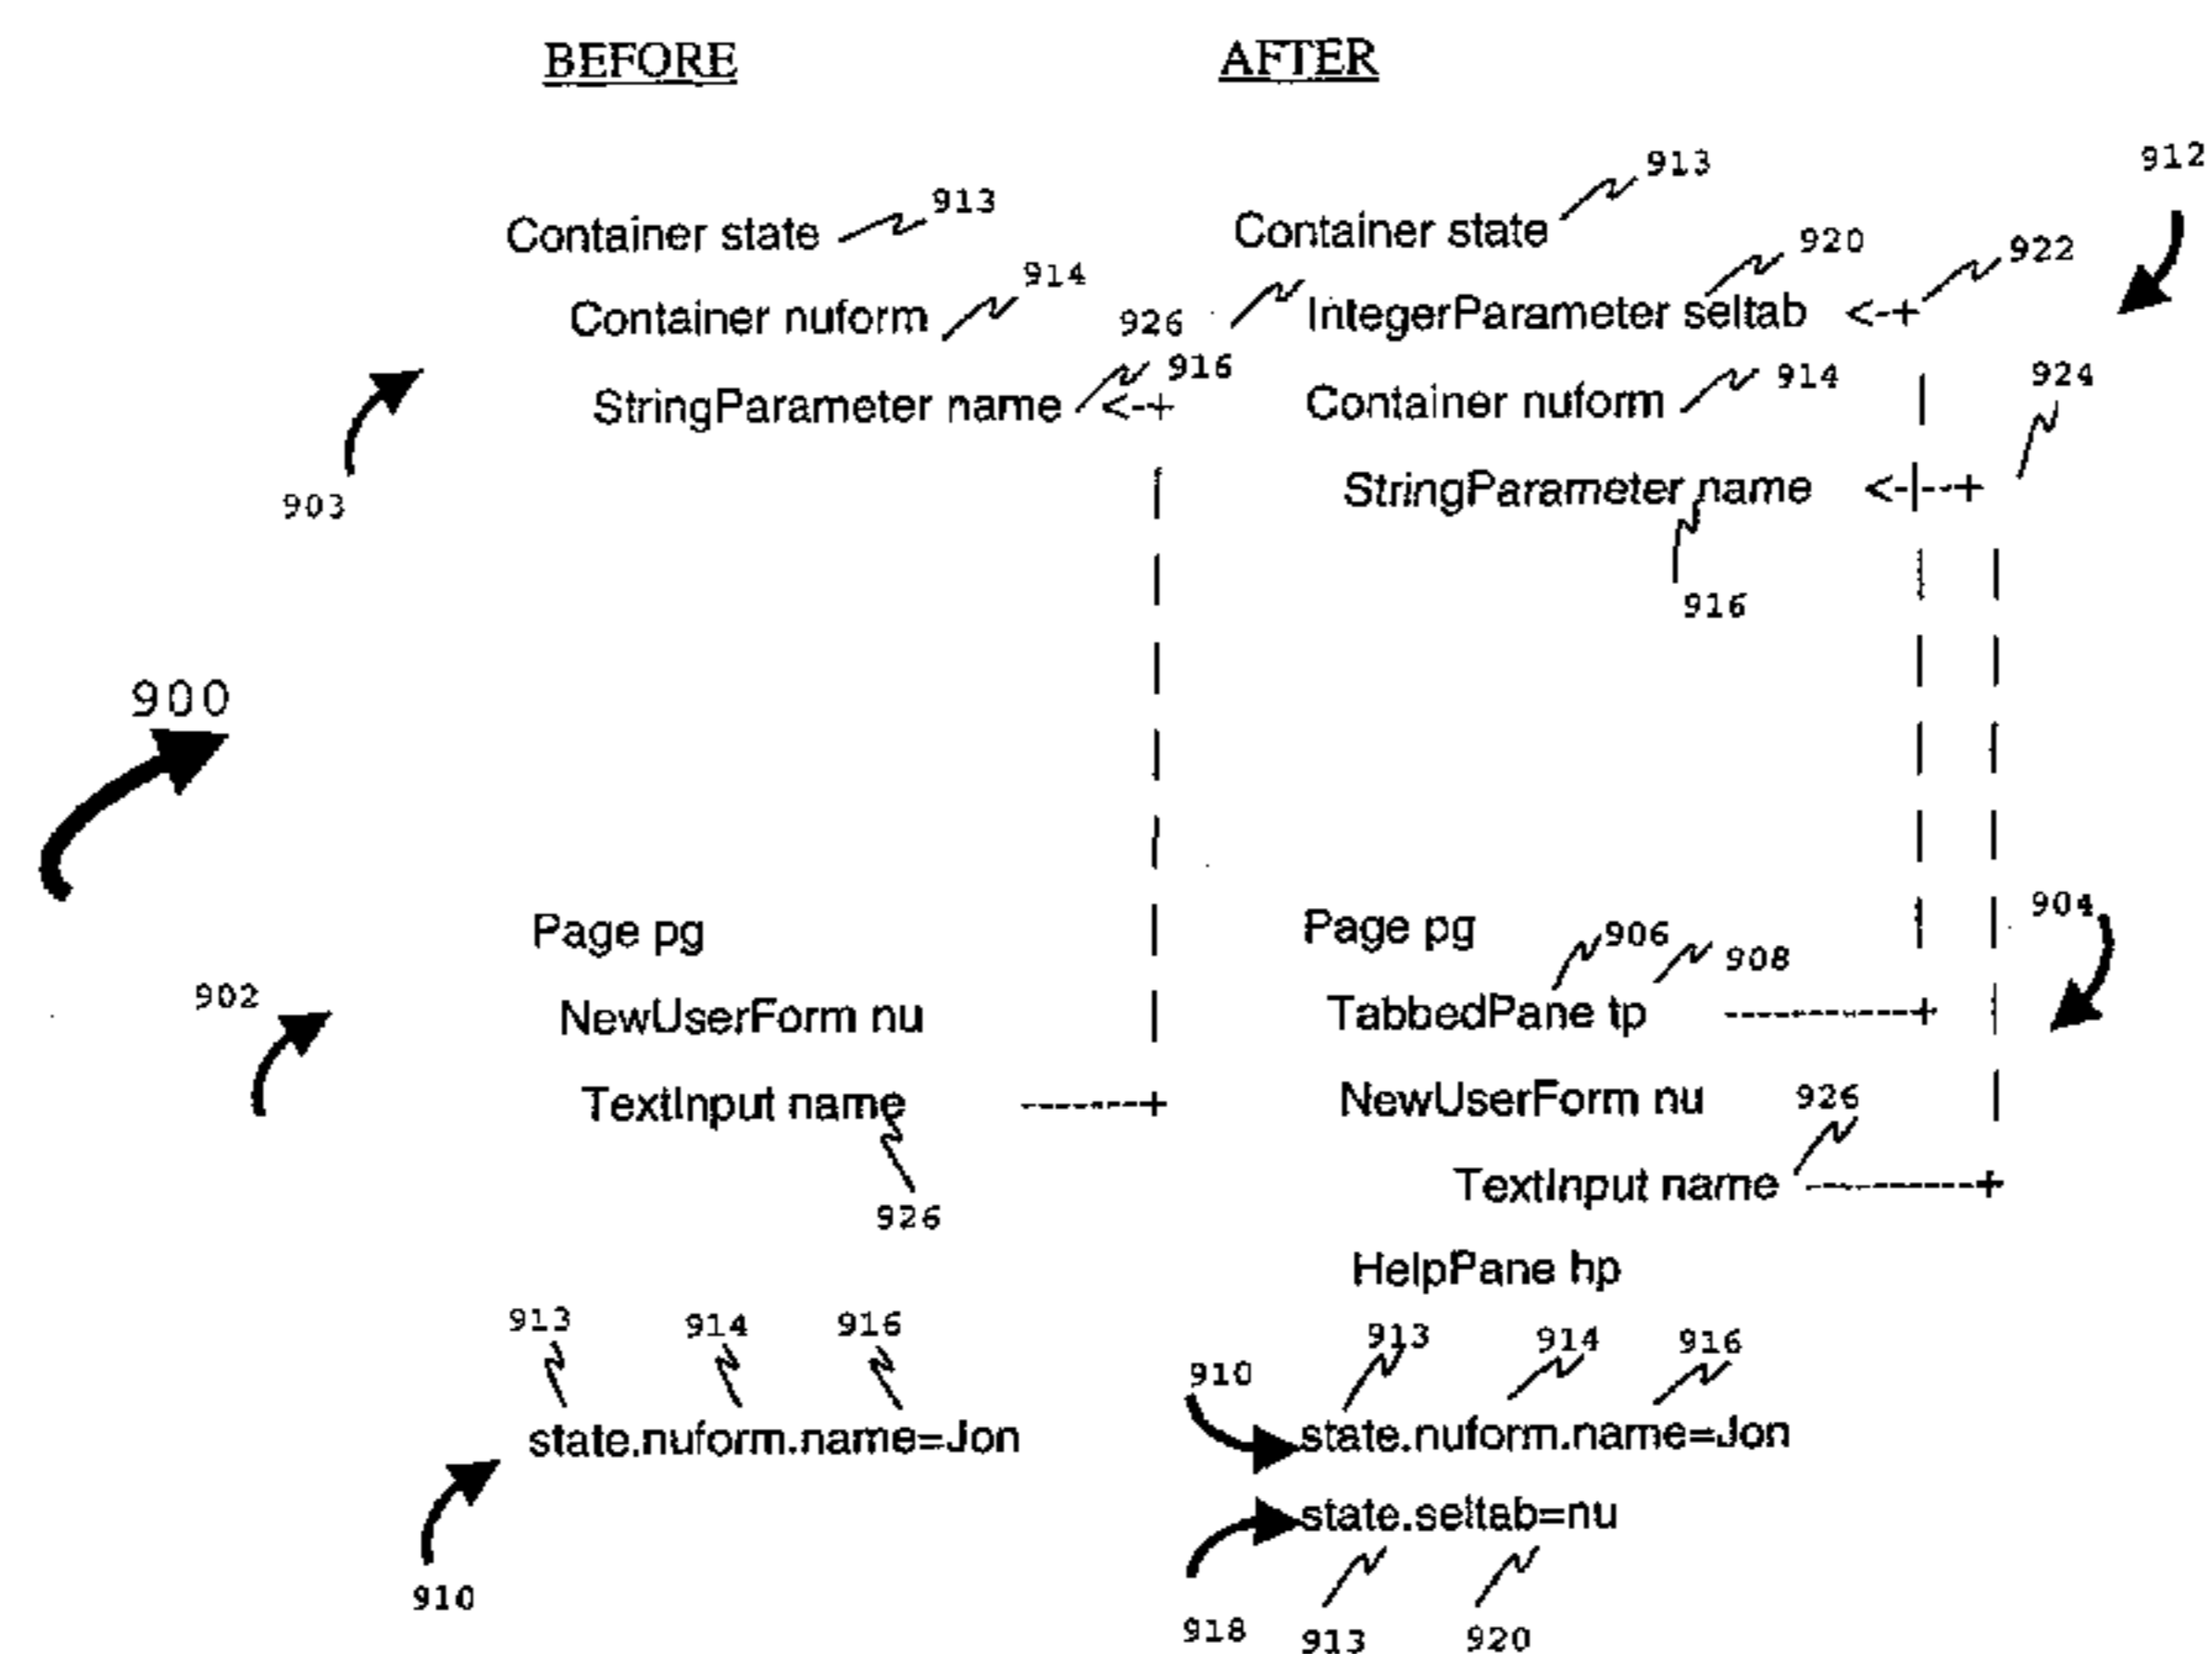 BEFORE AFTER
913 912
Container state 913 Container state 920 922
Container nuform 914 926 IntegerParameter seltab <-+
StringParameter name 916 <-+ Container nuform 914 924
903 StringParameter name <-|--+
916
900
Page pg Page pg 906 904
902 NewUserForm nu TabbedPane tp 908 -----------+
TextInput name -------+ NewUserForm nu 926
926 TextInput name -----------+
HelpPane hp
913 914 916 913 914 916
910
state.nuform.name=Jon state.nuform.name=Jon
state.seltab=nu
910 918 913 920